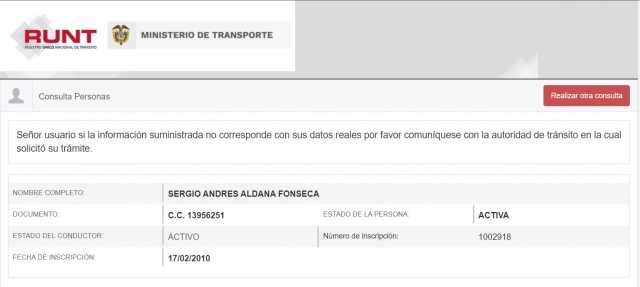 RUNT
REGISTRO ÚNICO NACIONAL DE TRÁNSITO
MINISTERIO DE TRANSPORTE
Consulta Personas
Realizar otra consulta
Señor usuario si la información suministrada no corresponde con sus datos reales por favor comuníquese con la autoridad de tránsito en la cual
solicitó su trámite.
NOMBRE COMPLETO: SERGIO ANDRES ALDANA FONSECA
DOCUMENTO: C.C. 13956251 ESTADO DE LA PERSONA: ACTIVA
ESTADO DEL CONDUCTOR: ACTIVO Número de inscripción: 1002918
FECHA DE INSCRIPCIÓN: 17/02/2010